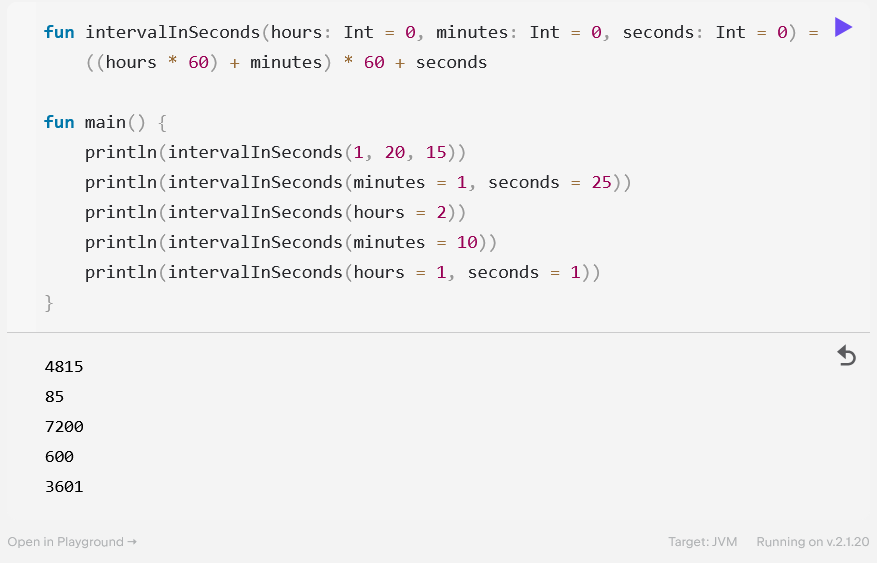 fun intervalInSeconds(hours: Int = 0, minutes: Int = 0, seconds: Int = 0) =
    ((hours * 60) + minutes) * 60 + seconds

fun main() {
    println(intervalInSeconds(1, 20, 15))
    println(intervalInSeconds(minutes = 1, seconds = 25))
    println(intervalInSeconds(hours = 2))
    println(intervalInSeconds(minutes = 10))
    println(intervalInSeconds(hours = 1, seconds = 1))
}
4815
85
7200
600
3601
Open in Playground → Target: JVM Running on v.2.1.20